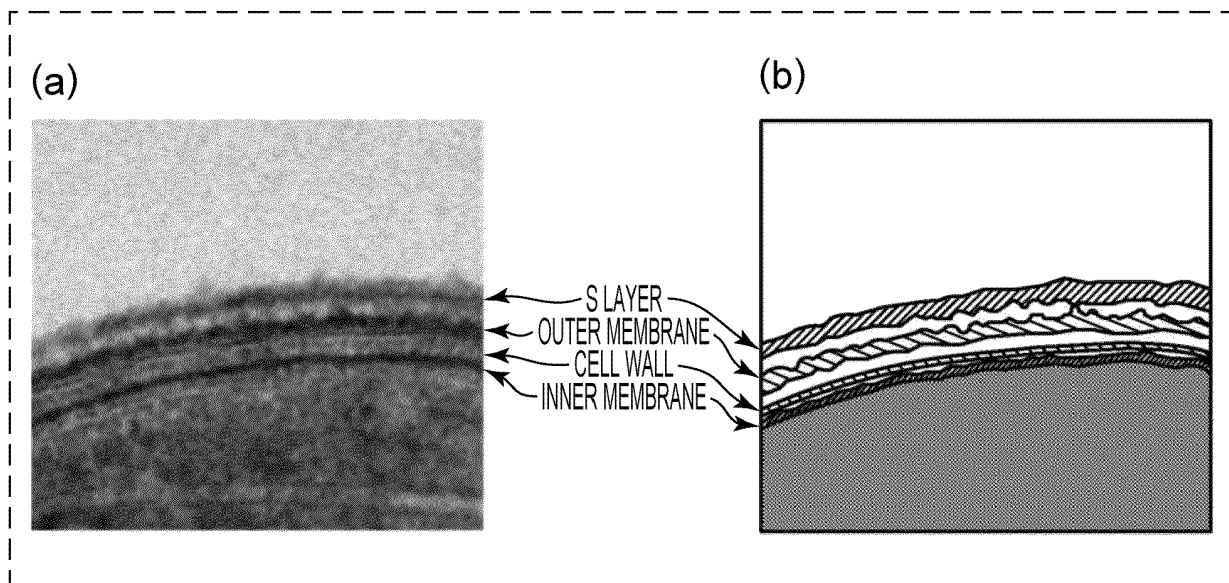 (a)
(b)
S LAYER
OUTER MEMBRANE
CELL WALL
INNER MEMBRANE